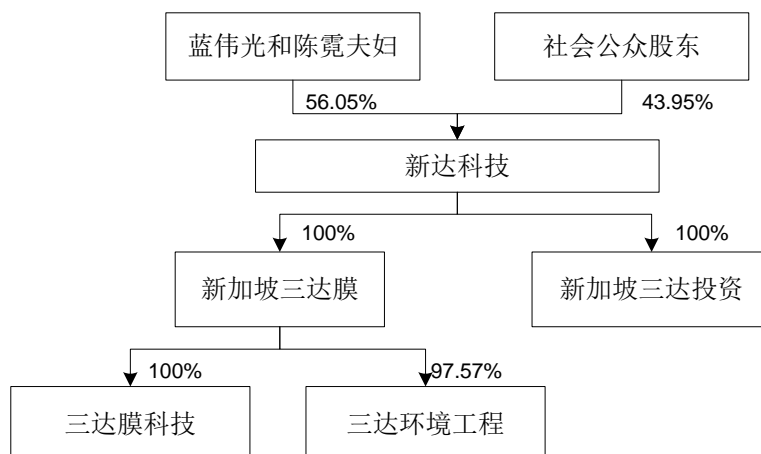 蓝伟光和陈霓夫妇
社会公众股东
56.05%
43.95%
新达科技
100%
100%
新加坡三达膜
新加坡三达投资
100%
97.57%
三达膜科技
三达环境工程